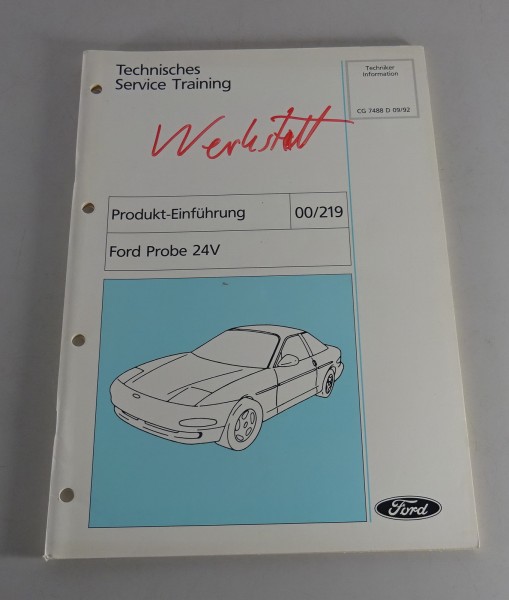 Technisches
Service Training
Techniker
Information
CG 7488 D 09/92
Werkstatt
Produkt-Einführung 00/219
Ford Probe 24V
Ford